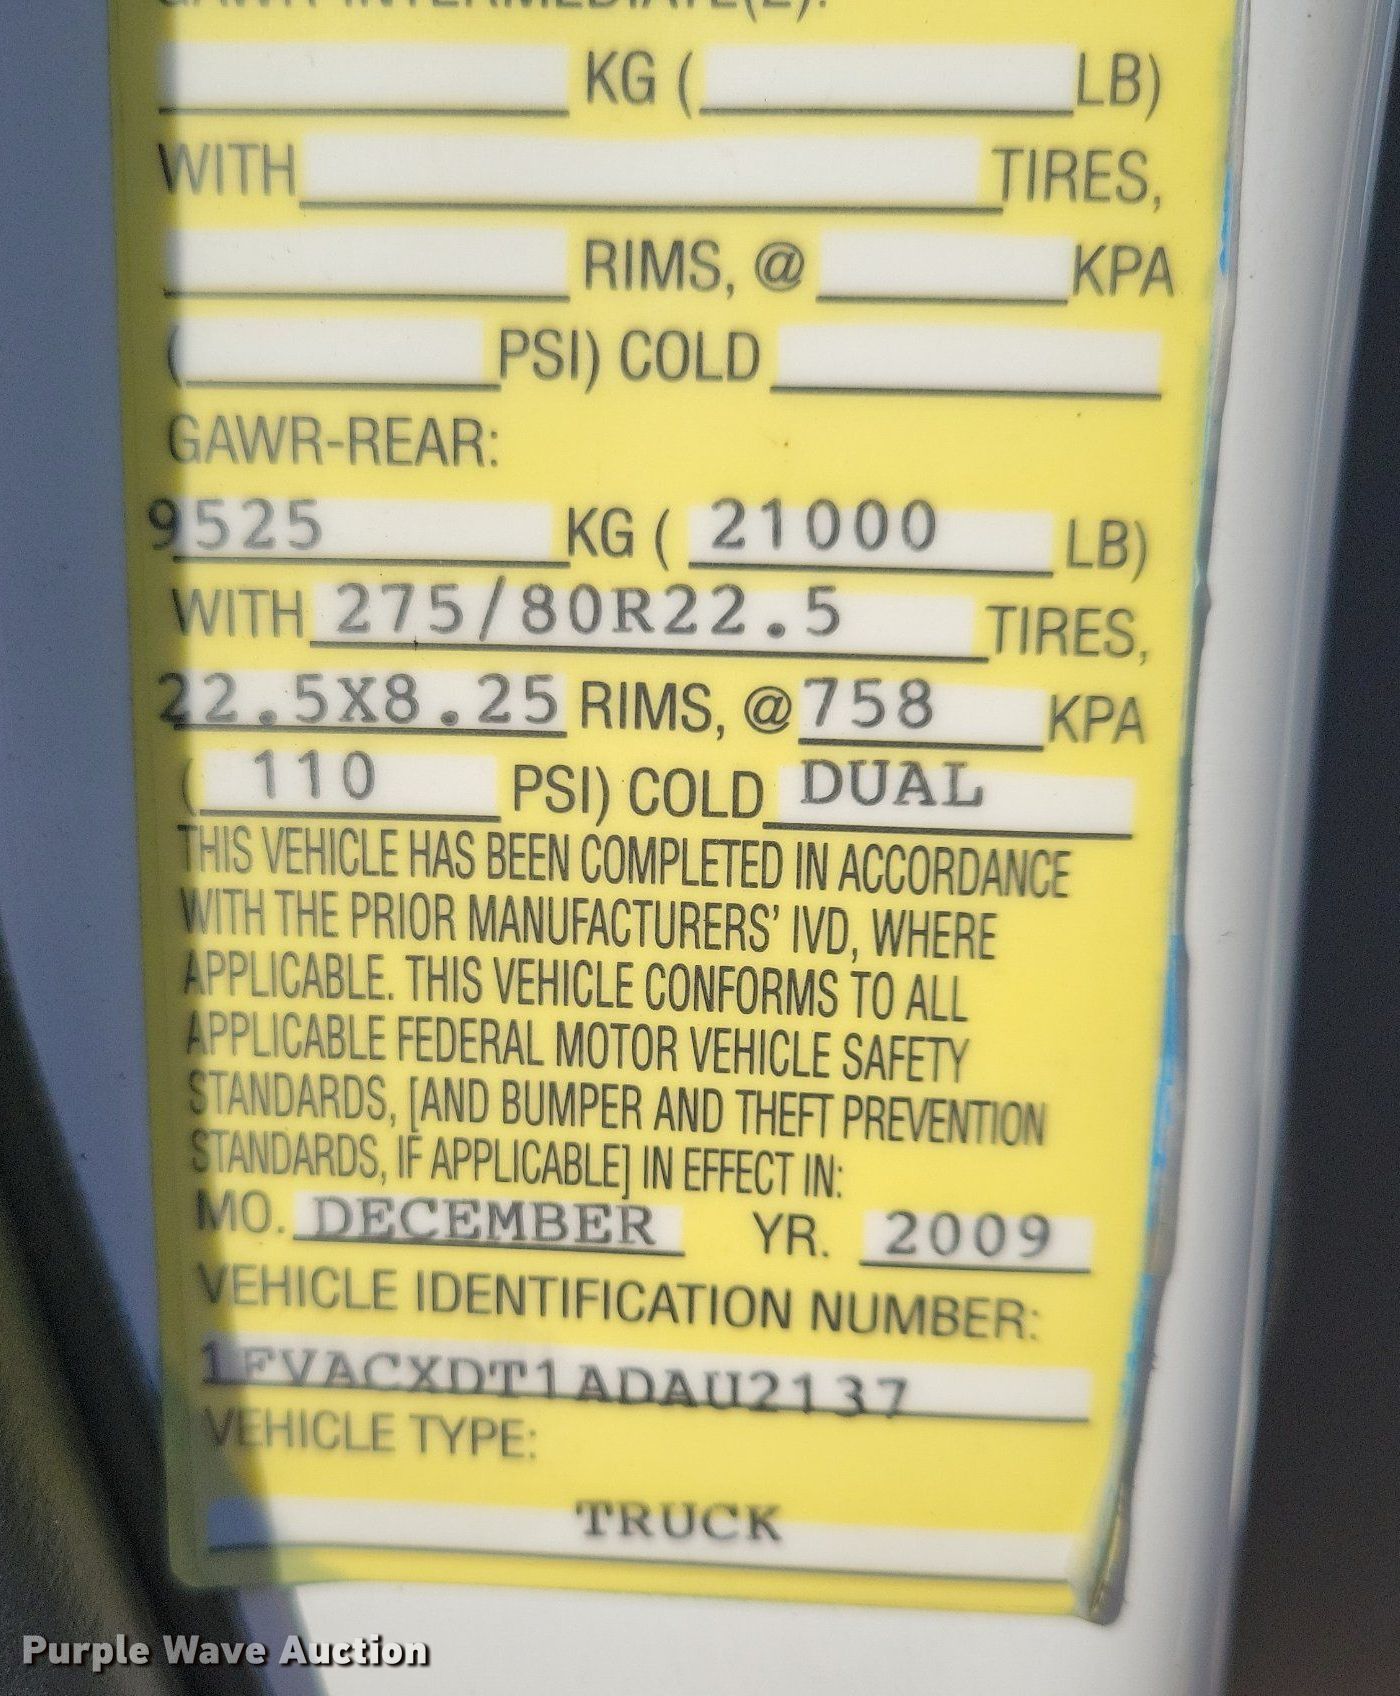 GAWR-INTERMEDIATE(2):
KG ( LB)
WITH TIRES,
RIMS, @ KPA
( PSI) COLD
GAWR-REAR:
9525 KG ( 21000 LB)
WITH 275/80R22.5 TIRES,
22.5X8.25 RIMS, @ 758 KPA
( 110 PSI) COLD DUAL
THIS VEHICLE HAS BEEN COMPLETED IN ACCORDANCE
WITH THE PRIOR MANUFACTURERS' IVD, WHERE
APPLICABLE. THIS VEHICLE CONFORMS TO ALL
APPLICABLE FEDERAL MOTOR VEHICLE SAFETY
STANDARDS, [AND BUMPER AND THEFT PREVENTION
STANDARDS, IF APPLICABLE] IN EFFECT IN:
MO. DECEMBER YR. 2009
VEHICLE IDENTIFICATION NUMBER:
1FVACXDT1ADAU2137
VEHICLE TYPE:
TRUCK
Purple Wave Auction